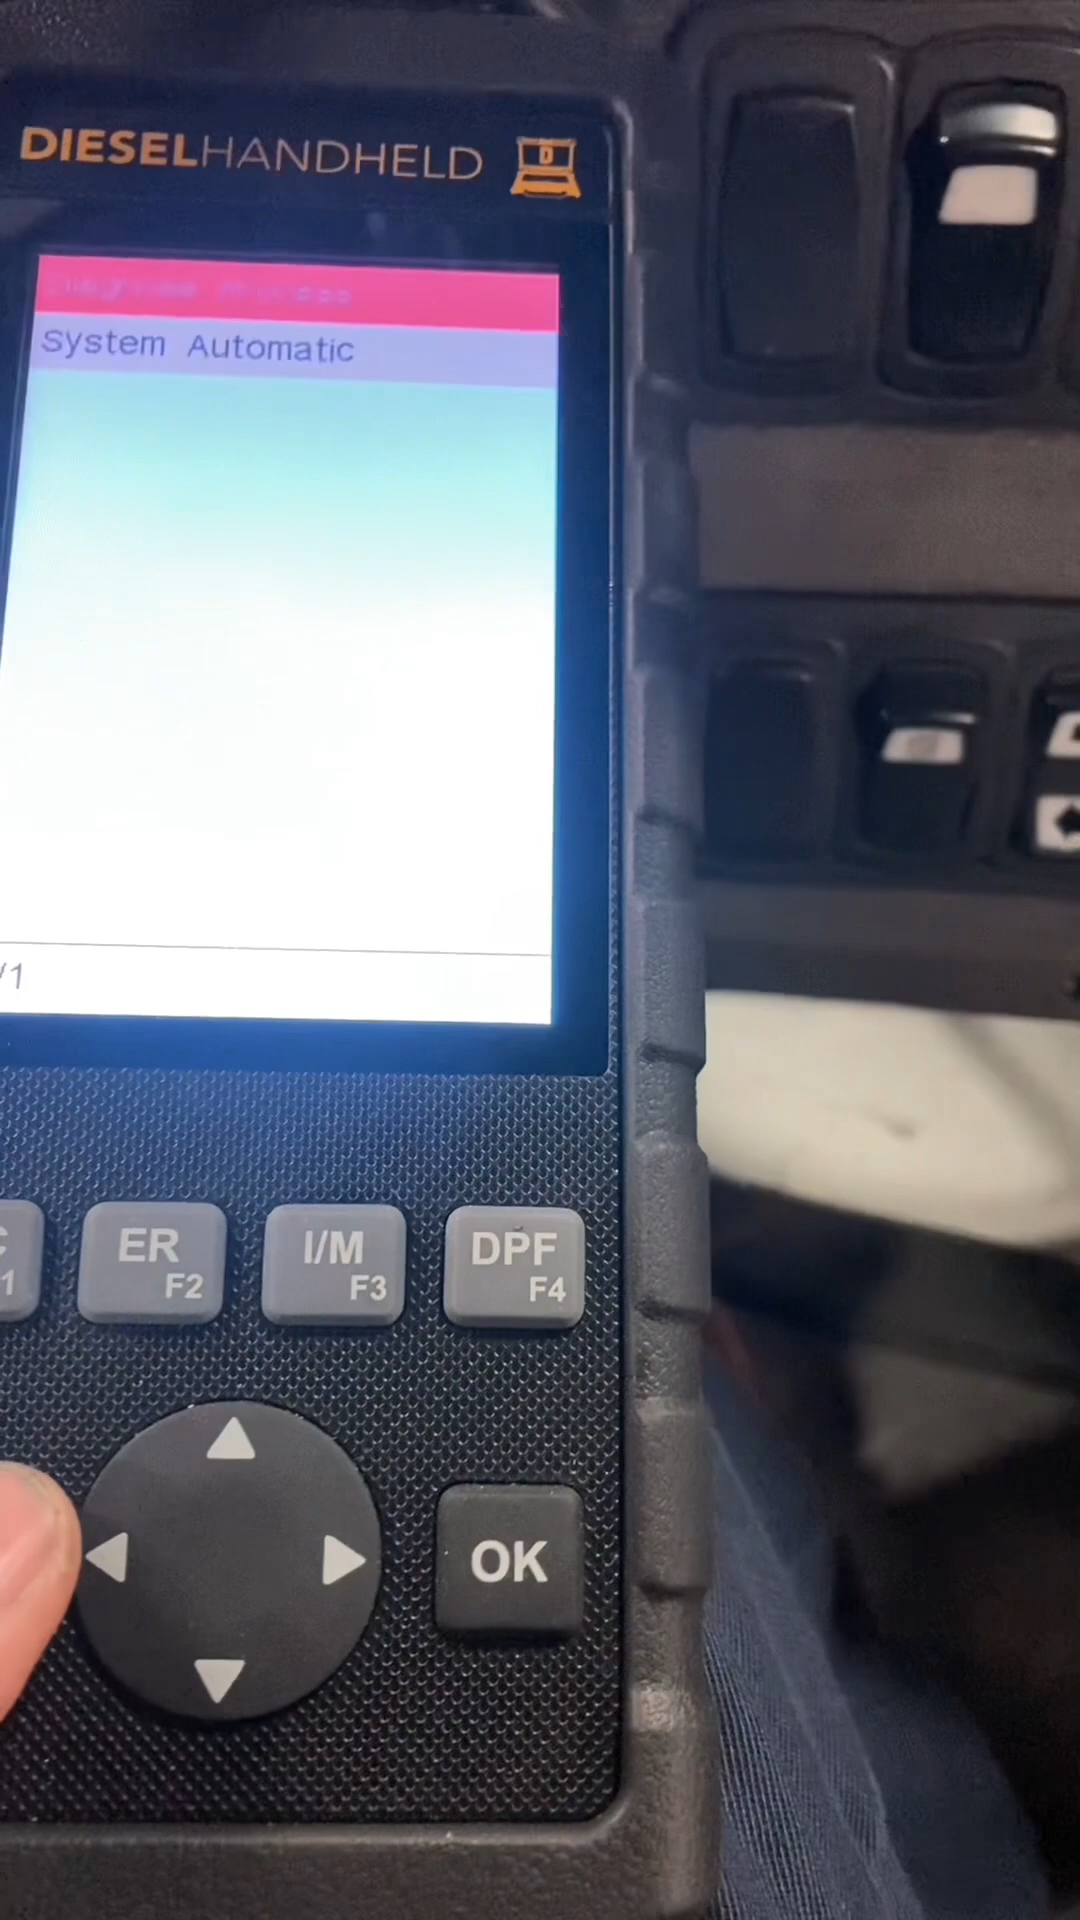 DIESELHANDHELD
System Automatic
/1
ER
F2
I/M
F3
DPF
F4
OK